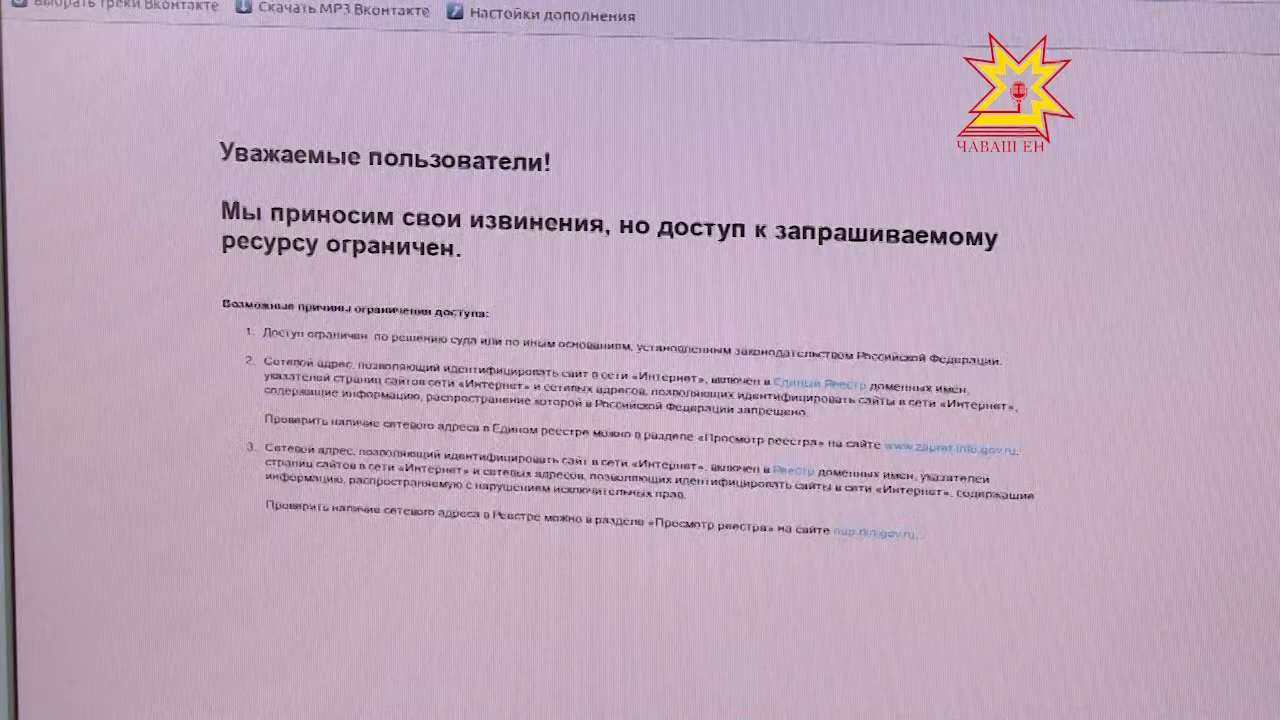 Выбрать треки Вконтакте Скачать MP3 Вконтакте Настойки дополнения
ЧĂВАШ ЕН
Уважаемые пользователи!
Мы приносим свои извинения, но доступ к запрашиваемому
ресурсу ограничен.
Возможные причины ограничения доступа:
1. Доступ ограничен по решению суда или по иным основаниям, установленным законодательством Российской Федерации.
2. Сетевой адрес, позволяющий идентифицировать сайт в сети «Интернет», включен в Единый Реестр доменных имен,
указателей страниц сайтов сети «Интернет» и сетевых адресов, позволяющих идентифицировать сайты в сети «Интернет»,
содержащие информацию, распространение которой в Российской Федерации запрещено.
Проверить наличие сетевого адреса в Едином реестре можно в разделе «Просмотр реестра» на сайте www.zapret-info.gov.ru.
3. Сетевой адрес, позволяющий идентифицировать сайт в сети «Интернет», включен в Реестр доменных имен, указателей
страниц сайтов в сети «Интернет» и сетевых адресов, позволяющих идентифицировать сайты в сети «Интернет», содержащие
информацию, распространяемую с нарушением исключительных прав.
Проверить наличие сетевого адреса в Реестре можно в разделе «Просмотр реестра» на сайте nap.rkn.gov.ru.